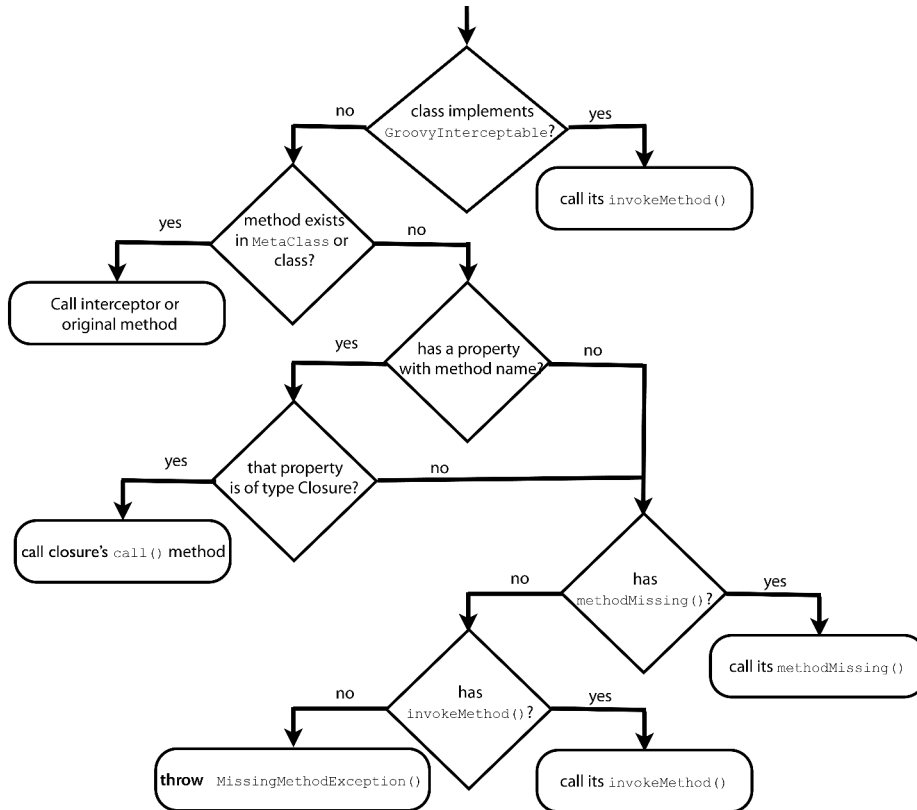 class implements
GroovyInterceptable?
no
yes
call its invokeMethod()
method exists
in MetaClass or
class?
yes
no
Call interceptor or
original method
has a property
with method name?
yes
no
that property
is of type Closure?
yes
no
call closure's call() method
has
methodMissing()?
no
yes
call its methodMissing()
has
invokeMethod()?
no
yes
throw MissingMethodException()
call its invokeMethod()